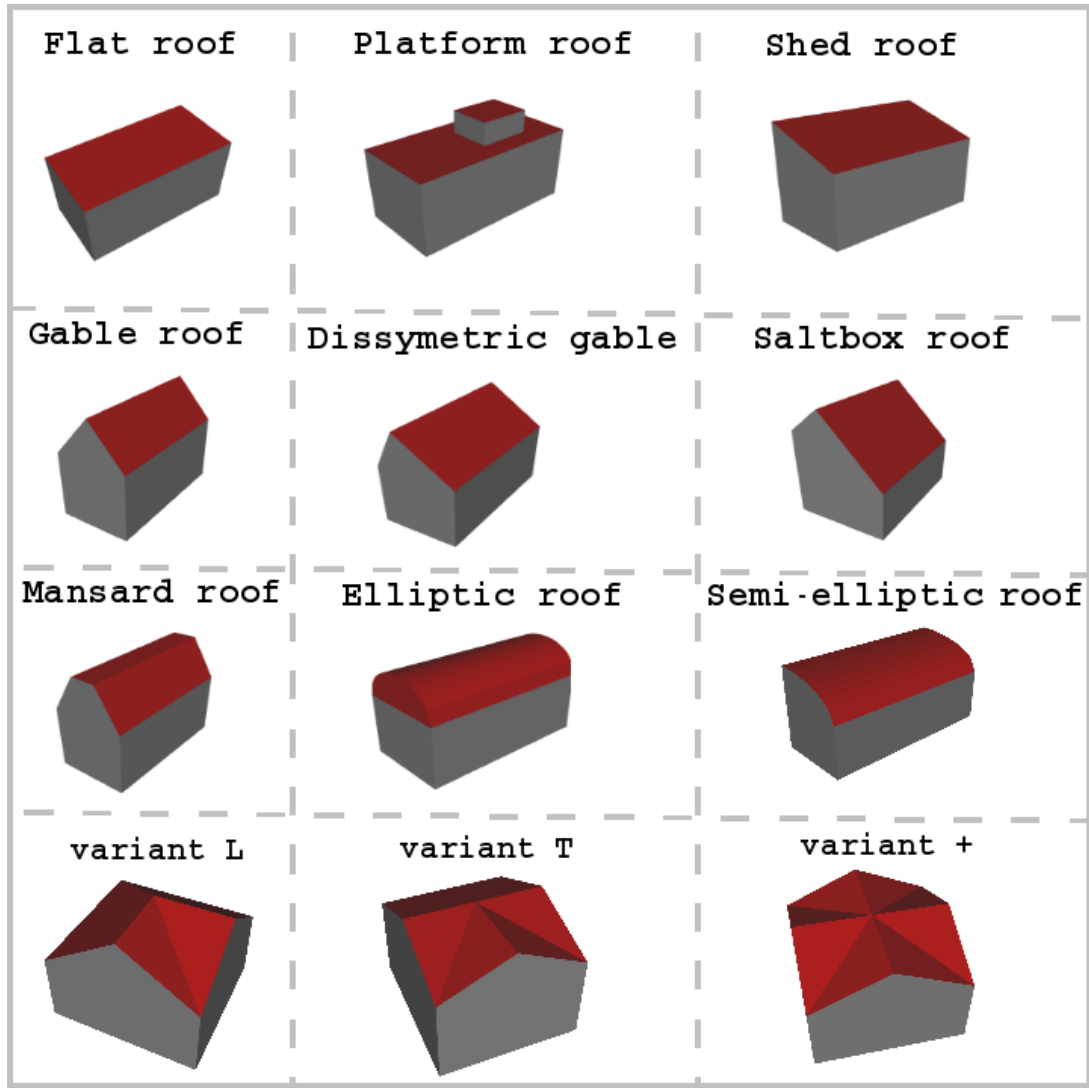 Flat roof
Platform roof
Shed roof
Gable roof
Dissymetric gable
Saltbox roof
Mansard roof
Elliptic roof
Semi-elliptic roof
variant L
variant T
variant +